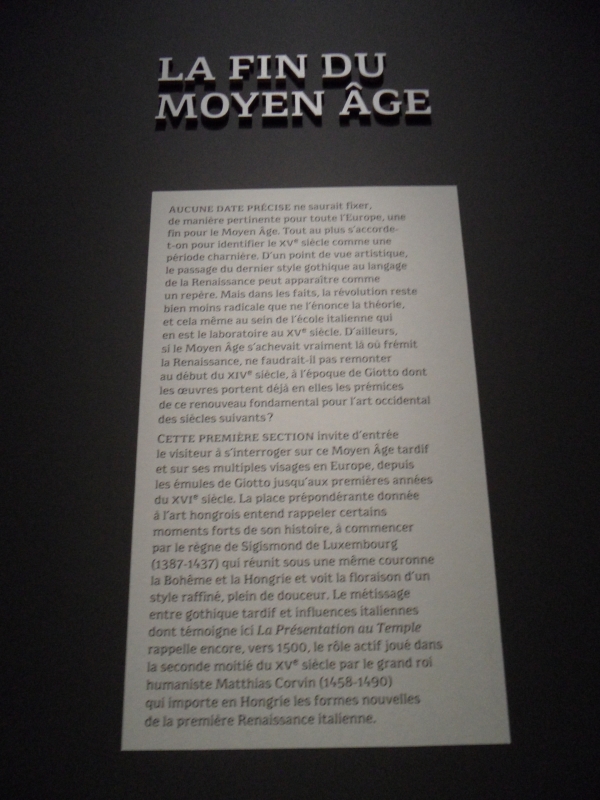 LA FIN DU
MOYEN ÂGE
AUCUNE DATE PRÉCISE ne saurait fixer,
de manière pertinente pour toute l'Europe, une
fin pour le Moyen Âge. Tout au plus s'accorde-
t-on pour identifier le XVe siècle comme une
période charnière. D'un point de vue artistique,
le passage du dernier style gothique au langage
de la Renaissance peut apparaître comme
un repère. Mais dans les faits, la révolution reste
bien moins radicale que ne l'énonce la théorie,
et cela même au sein de l'école italienne qui
en est le laboratoire au XVe siècle. D'ailleurs,
si le Moyen Âge s'achevait vraiment là où frémit
la Renaissance, ne faudrait-il pas remonter
au début du XIVe siècle, à l'époque de Giotto dont
les œuvres portent déjà en elles les prémices
de ce renouveau fondamental pour l'art occidental
des siècles suivants ?
CETTE PREMIÈRE SECTION invite d'entrée
le visiteur à s'interroger sur ce Moyen Âge tardif
et sur ses multiples visages en Europe, depuis
les émules de Giotto jusqu'aux premières années
du XVIe siècle. La place prépondérante donnée
à l'art hongrois entend rappeler certains
moments forts de son histoire, à commencer
par le règne de Sigismond de Luxembourg
(1387-1437) qui réunit sous une même couronne
la Bohême et la Hongrie et voit la floraison d'un
style raffiné, plein de douceur. Le métissage
entre gothique tardif et influences italiennes
dont témoigne ici La Présentation au Temple
rappelle encore, vers 1500, le rôle actif joué dans
la seconde moitié du XVe siècle par le grand roi
humaniste Matthias Corvin (1458-1490)
qui importe en Hongrie les formes nouvelles
de la première Renaissance italienne.